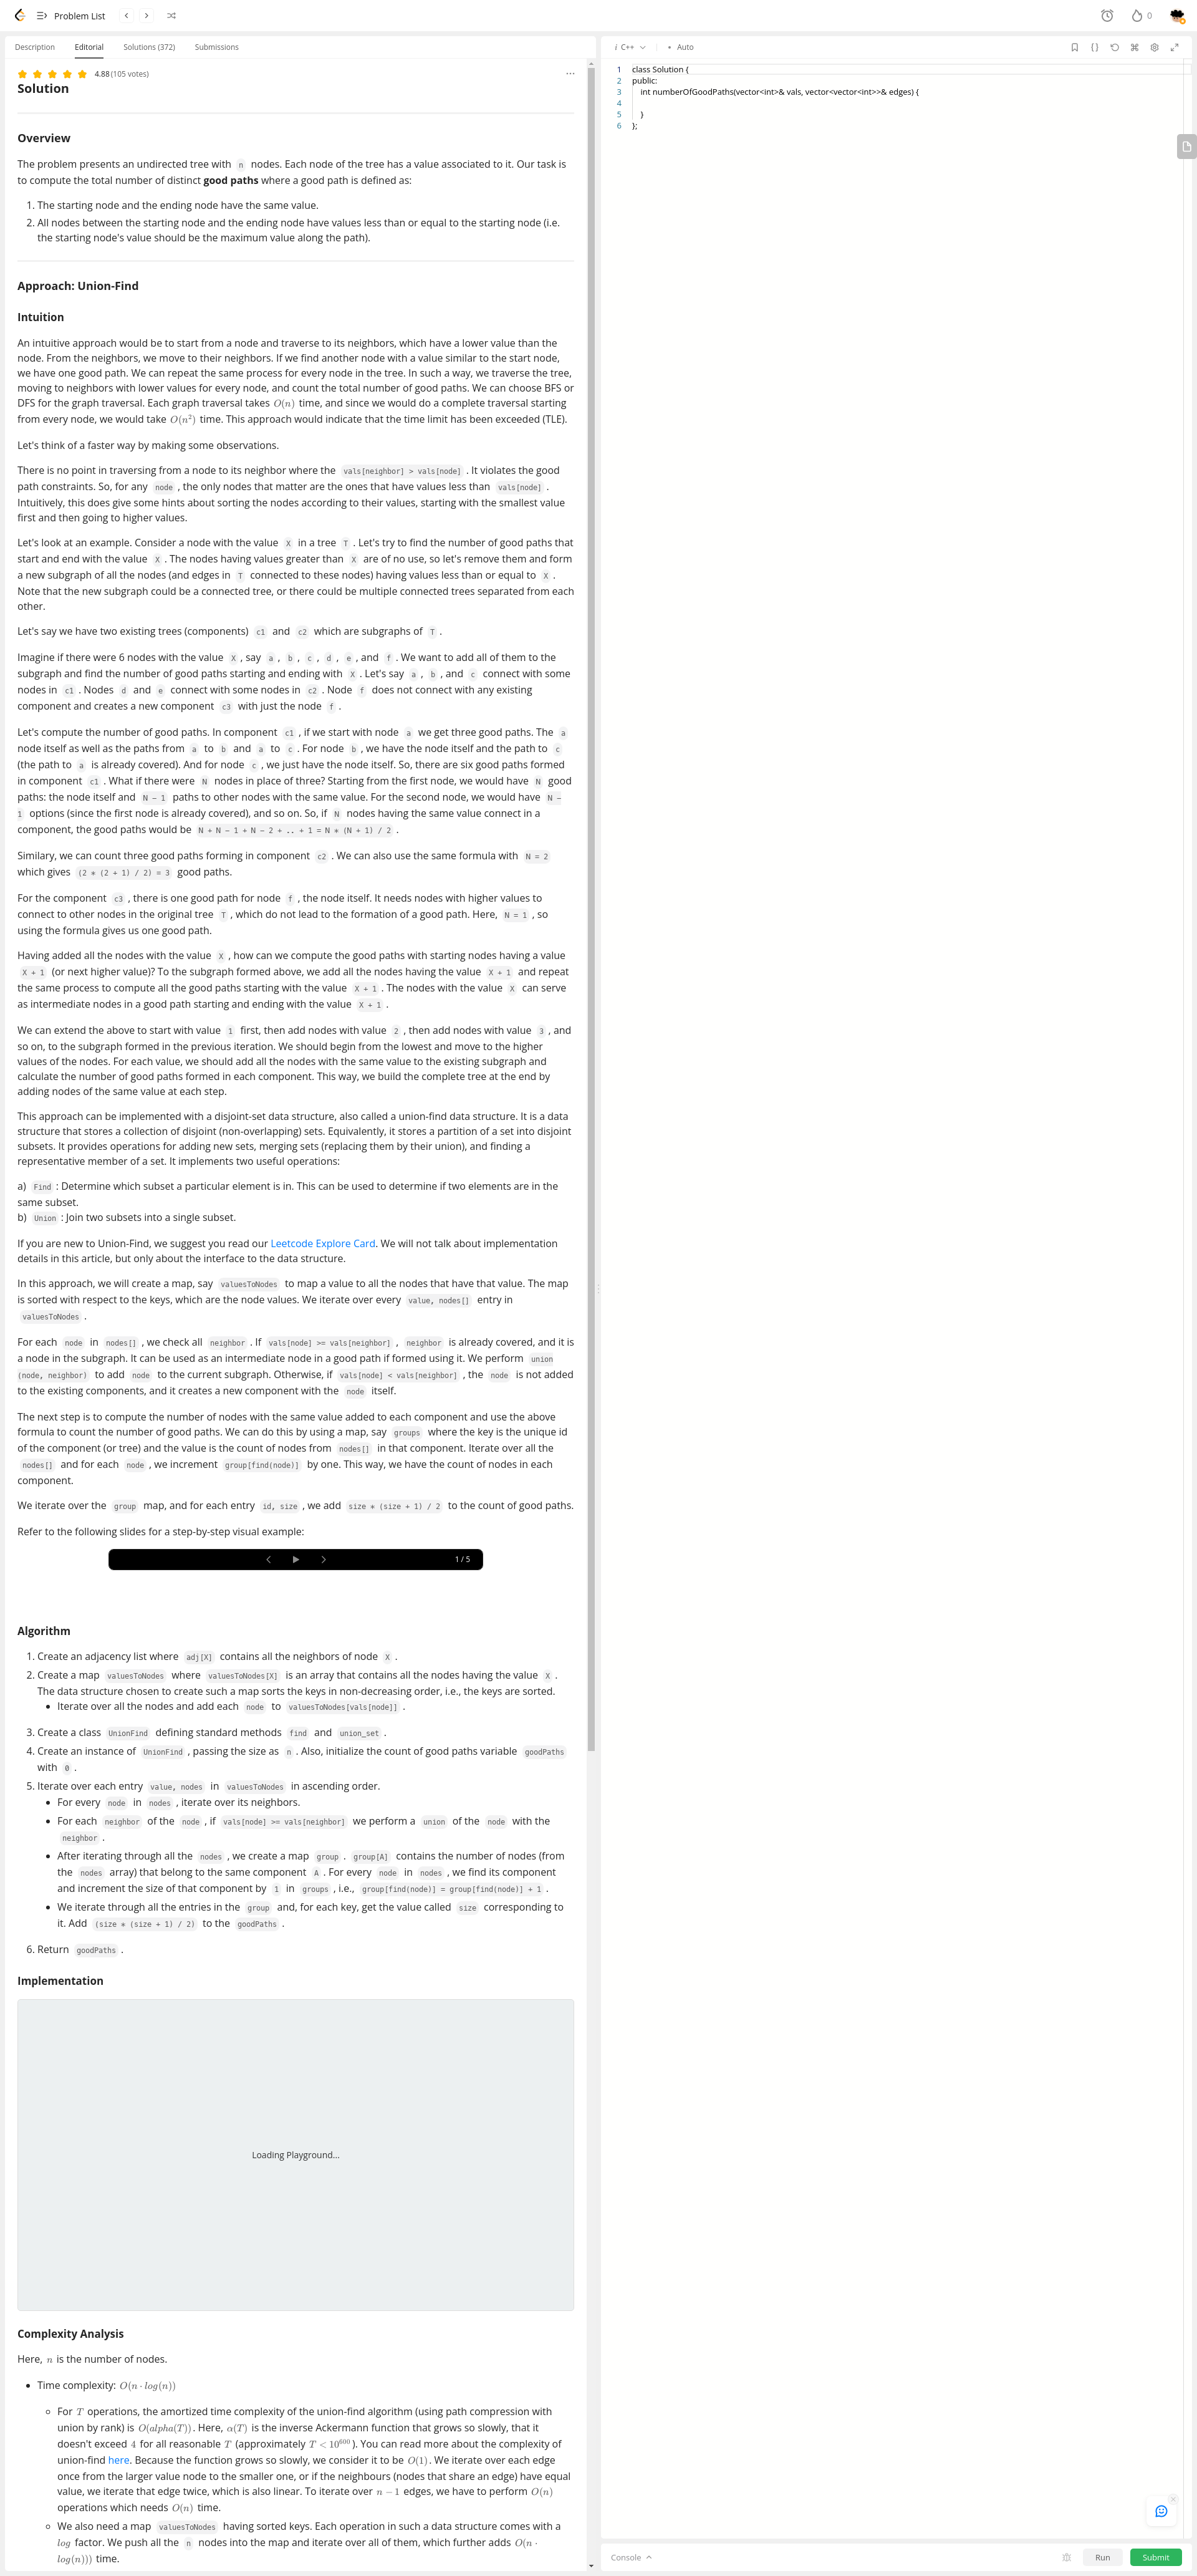 Problem List
0
Description Editorial Solutions (372) Submissions
4.88 (105 votes)
Solution
Overview
The problem presents an undirected tree with n nodes. Each node of the tree has a value associated to it. Our task is
to compute the total number of distinct good paths where a good path is defined as:
1. The starting node and the ending node have the same value.
2. All nodes between the starting node and the ending node have values less than or equal to the starting node (i.e.
the starting node's value should be the maximum value along the path).
Approach: Union-Find
Intuition
An intuitive approach would be to start from a node and traverse to its neighbors, which have a lower value than the
node. From the neighbors, we move to their neighbors. If we find another node with a value similar to the start node,
we have one good path. We can repeat the same process for every node in the tree. In such a way, we traverse the tree,
moving to neighbors with lower values for every node, and count the total number of good paths. We can choose BFS or
DFS for the graph traversal. Each graph traversal takes O(n) time, and since we would do a complete traversal starting
from every node, we would take O(n²) time. This approach would indicate that the time limit has been exceeded (TLE).
Let's think of a faster way by making some observations.
There is no point in traversing from a node to its neighbor where the vals[neighbor] > vals[node] . It violates the good
path constraints. So, for any node , the only nodes that matter are the ones that have values less than vals[node] .
Intuitively, this does give some hints about sorting the nodes according to their values, starting with the smallest value
first and then going to higher values.
Let's look at an example. Consider a node with the value X in a tree T . Let's try to find the number of good paths that
start and end with the value X . The nodes having values greater than X are of no use, so let's remove them and form
a new subgraph of all the nodes (and edges in T connected to these nodes) having values less than or equal to X .
Note that the new subgraph could be a connected tree, or there could be multiple connected trees separated from each
other.
Let's say we have two existing trees (components) c1 and c2 which are subgraphs of T .
Imagine if there were 6 nodes with the value X , say a , b , c , d , e , and f . We want to add all of them to the
subgraph and find the number of good paths starting and ending with X . Let's say a , b , and c connect with some
nodes in c1 . Nodes d and e connect with some nodes in c2 . Node f does not connect with any existing
component and creates a new component c3 with just the node f .
Let's compute the number of good paths. In component c1 , if we start with node a we get three good paths. The a
node itself as well as the paths from a to b and a to c . For node b , we have the node itself and the path to c
(the path to a is already covered). And for node c , we just have the node itself. So, there are six good paths formed
in component c1 . What if there were N nodes in place of three? Starting from the first node, we would have N good
paths: the node itself and N − 1 paths to other nodes with the same value. For the second node, we would have N −
1 options (since the first node is already covered), and so on. So, if N nodes having the same value connect in a
component, the good paths would be N + N − 1 + N − 2 + .. + 1 = N * (N + 1) / 2 .
Similary, we can count three good paths forming in component c2 . We can also use the same formula with N = 2
which gives (2 * (2 + 1) / 2) = 3 good paths.
For the component c3 , there is one good path for node f , the node itself. It needs nodes with higher values to
connect to other nodes in the original tree T , which do not lead to the formation of a good path. Here, N = 1 , so
using the formula gives us one good path.
Having added all the nodes with the value X , how can we compute the good paths with starting nodes having a value
X + 1 (or next higher value)? To the subgraph formed above, we add all the nodes having the value X + 1 and repeat
the same process to compute all the good paths starting with the value X + 1 . The nodes with the value X can serve
as intermediate nodes in a good path starting and ending with the value X + 1 .
We can extend the above to start with value 1 first, then add nodes with value 2 , then add nodes with value 3 , and
so on, to the subgraph formed in the previous iteration. We should begin from the lowest and move to the higher
values of the nodes. For each value, we should add all the nodes with the same value to the existing subgraph and
calculate the number of good paths formed in each component. This way, we build the complete tree at the end by
adding nodes of the same value at each step.
This approach can be implemented with a disjoint-set data structure, also called a union-find data structure. It is a data
structure that stores a collection of disjoint (non-overlapping) sets. Equivalently, it stores a partition of a set into disjoint
subsets. It provides operations for adding new sets, merging sets (replacing them by their union), and finding a
representative member of a set. It implements two useful operations:
a) Find : Determine which subset a particular element is in. This can be used to determine if two elements are in the
same subset.
b) Union : Join two subsets into a single subset.
If you are new to Union-Find, we suggest you read our Leetcode Explore Card. We will not talk about implementation
details in this article, but only about the interface to the data structure.
In this approach, we will create a map, say valuesToNodes to map a value to all the nodes that have that value. The map
is sorted with respect to the keys, which are the node values. We iterate over every value, nodes[] entry in
valuesToNodes .
For each node in nodes[] , we check all neighbor . If vals[node] >= vals[neighbor] , neighbor is already covered, and it is
a node in the subgraph. It can be used as an intermediate node in a good path if formed using it. We perform union
(node, neighbor) to add node to the current subgraph. Otherwise, if vals[node] < vals[neighbor] , the node is not added
to the existing components, and it creates a new component with the node itself.
The next step is to compute the number of nodes with the same value added to each component and use the above
formula to count the number of good paths. We can do this by using a map, say groups where the key is the unique id
of the component (or tree) and the value is the count of nodes from nodes[] in that component. Iterate over all the
nodes[] and for each node , we increment group[find(node)] by one. This way, we have the count of nodes in each
component.
We iterate over the group map, and for each entry id, size , we add size * (size + 1) / 2 to the count of good paths.
Refer to the following slides for a step-by-step visual example:
1 / 5
Algorithm
1. Create an adjacency list where adj[X] contains all the neighbors of node X .
2. Create a map valuesToNodes where valuesToNodes[X] is an array that contains all the nodes having the value X .
The data structure chosen to create such a map sorts the keys in non-decreasing order, i.e., the keys are sorted.
• Iterate over all the nodes and add each node to valuesToNodes[vals[node]] .
3. Create a class UnionFind defining standard methods find and union_set .
4. Create an instance of UnionFind , passing the size as n . Also, initialize the count of good paths variable goodPaths
with 0 .
5. Iterate over each entry value, nodes in valuesToNodes in ascending order.
• For every node in nodes , iterate over its neighbors.
• For each neighbor of the node , if vals[node] >= vals[neighbor] we perform a union of the node with the
neighbor .
• After iterating through all the nodes , we create a map group . group[A] contains the number of nodes (from
the nodes array) that belong to the same component A . For every node in nodes , we find its component
and increment the size of that component by 1 in groups , i.e., group[find(node)] = group[find(node)] + 1 .
• We iterate through all the entries in the group and, for each key, get the value called size corresponding to
it. Add (size * (size + 1) / 2) to the goodPaths .
6. Return goodPaths .
Implementation
Loading Playground...
Complexity Analysis
Here, n is the number of nodes.
• Time complexity: O(n · log(n))
○ For T operations, the amortized time complexity of the union-find algorithm (using path compression with
union by rank) is O(alpha(T)). Here, α(T) is the inverse Ackermann function that grows so slowly, that it
doesn't exceed 4 for all reasonable T (approximately T < 10⁶⁰⁰). You can read more about the complexity of
union-find here. Because the function grows so slowly, we consider it to be O(1). We iterate over each edge
once from the larger value node to the smaller one, or if the neighbours (nodes that share an edge) have equal
value, we iterate that edge twice, which is also linear. To iterate over n − 1 edges, we have to perform O(n)
operations which needs O(n) time.
○ We also need a map valuesToNodes having sorted keys. Each operation in such a data structure comes with a
log factor. We push all the n nodes into the map and iterate over all of them, which further adds O(n ·
log(n))) time.
i C++ • Auto
1 class Solution {
2 public:
3 int numberOfGoodPaths(vector<int>& vals, vector<vector<int>>& edges) {
4
5 }
6 };
Console Run Submit